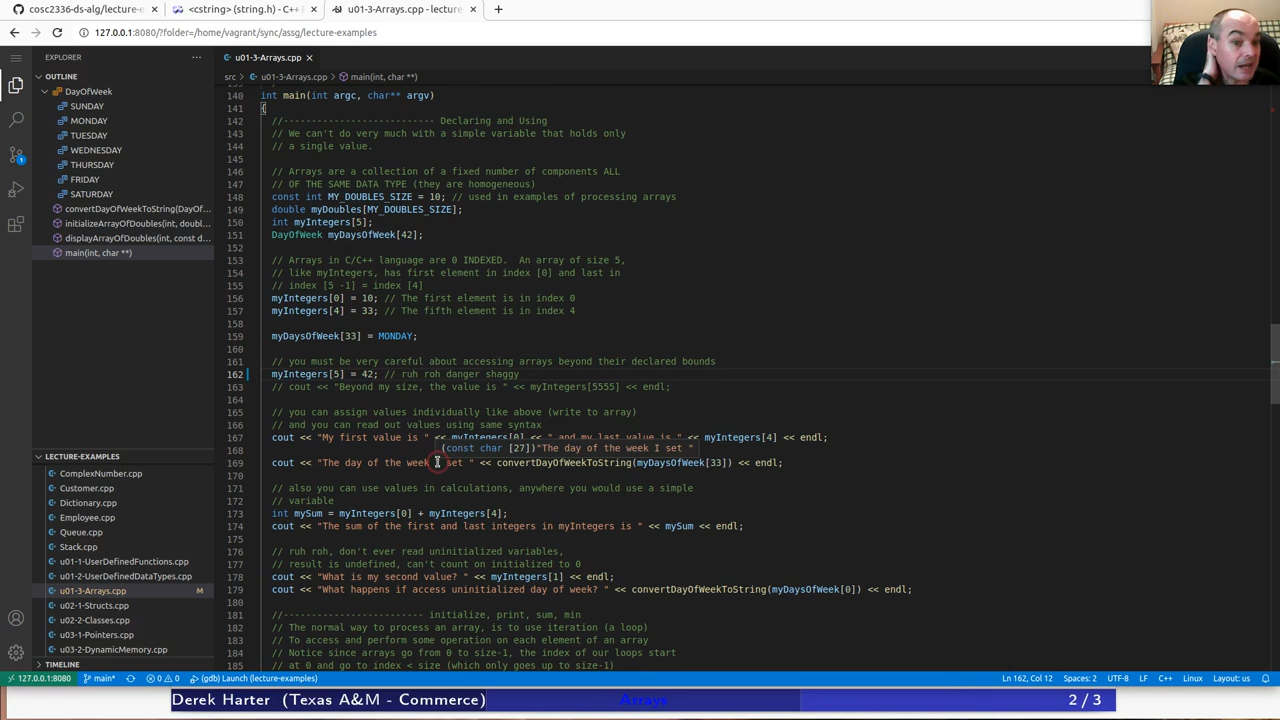 cosc2336-ds-alg/lecture-e
<cstring> (string.h) - C++ f
u01-3-Arrays.cpp - lecture-e
127.0.0.1:8080/?folder=/home/vagrant/sync/assg/lecture-examples
EXPLORER
u01-3-Arrays.cpp
OUTLINE
src > u01-3-Arrays.cpp > main(int, char **)
DayOfWeek
SUNDAY
MONDAY
TUESDAY
WEDNESDAY
THURSDAY
FRIDAY
SATURDAY
convertDayOfWeekToString(DayOf...
initializeArrayOfDoubles(int, doubl...
displayArrayOfDoubles(int, const d...
main(int, char **)
LECTURE-EXAMPLES
ComplexNumber.cpp
Customer.cpp
Dictionary.cpp
Employee.cpp
Queue.cpp
Stack.cpp
u01-1-UserDefinedFunctions.cpp
u01-2-UserDefinedDataTypes.cpp
u01-3-Arrays.cpp M
u02-1-Structs.cpp
u02-2-Classes.cpp
u03-1-Pointers.cpp
u03-2-DynamicMemory.cpp
TIMELINE
140 int main(int argc, char** argv)
141 {
142 //-------------------------- Declaring and Using
143 // We can't do very much with a simple variable that holds only
144 // a single value.
145
146 // Arrays are a collection of a fixed number of components ALL
147 // OF THE SAME DATA TYPE (they are homogeneous)
148 const int MY_DOUBLES_SIZE = 10; // used in examples of processing arrays
149 double myDoubles[MY_DOUBLES_SIZE];
150 int myIntegers[5];
151 DayOfWeek myDaysOfWeek[42];
152
153 // Arrays in C/C++ language are 0 INDEXED.  An array of size 5,
154 // like myIntegers, has first element in index [0] and last in
155 // index [5 -1] = index [4]
156 myIntegers[0] = 10; // The first element is in index 0
157 myIntegers[4] = 33; // The fifth element is in index 4
158
159 myDaysOfWeek[33] = MONDAY;
160
161 // you must be very careful about accessing arrays beyond their declared bounds
162 myIntegers[5] = 42; // ruh roh danger shaggy
163 // cout << "Beyond my size, the value is " << myIntegers[5555] << endl;
164
165 // you can assign values individually like above (write to array)
166 // and you can read out values using same syntax
167 cout << "My first value is " << myIntegers[0] << " and my last value is " << myIntegers[4] << endl;
168 (const char [27])"The day of the week I set "
169 cout << "The day of the week I set " << convertDayOfWeekToString(myDaysOfWeek[33]) << endl;
170
171 // also you can use values in calculations, anywhere you would use a simple
172 // variable
173 int mySum = myIntegers[0] + myIntegers[4];
174 cout << "The sum of the first and last integers in myIntegers is " << mySum << endl;
175
176 // ruh roh, don't ever read uninitialized variables,
177 // result is undefined, can't count on initialized to 0
178 cout << "What is my second value? " << myIntegers[1] << endl;
179 cout << "What happens if access uninitialized day of week? " << convertDayOfWeekToString(myDaysOfWeek[0]) << endl;
180
181 //------------------------ initialize, print, sum, min
182 // The normal way to process an array, is to use iteration (a loop)
183 // To access and perform some operation on each element of an array
184 // Notice since arrays go from 0 to size-1, the index of our loops start
185 // at 0 and go to index < size (which only goes up to size-1)
127.0.0.1:8080 main* 0 0 (gdb) Launch (lecture-examples) Ln 162, Col 12 Spaces: 2 UTF-8 LF C++ Linux Layout: us
Derek Harter (Texas A&M - Commerce) Arrays 2 / 3